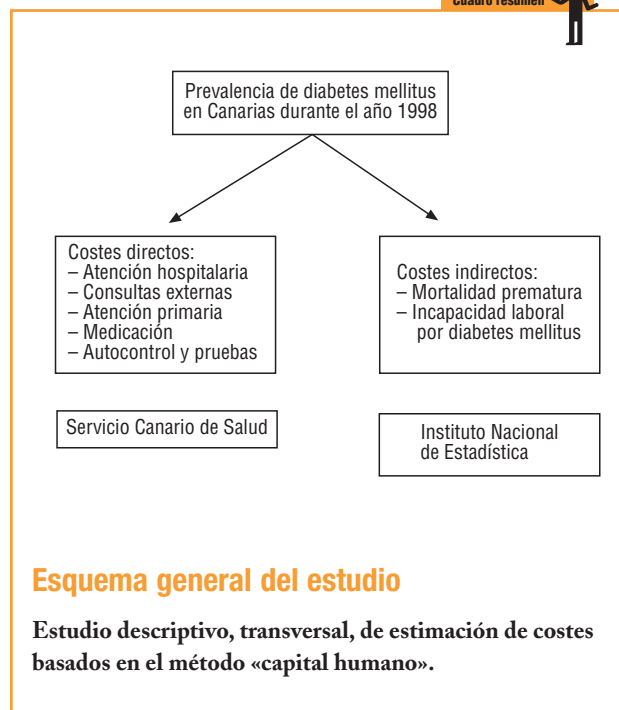 Cuadro resumen
Prevalencia de diabetes mellitus
en Canarias durante el año 1998
Costes directos:
– Atención hospitalaria
– Consultas externas
– Atención primaria
– Medicación
– Autocontrol y pruebas
Costes indirectos:
– Mortalidad prematura
– Incapacidad laboral
por diabetes mellitus
Servicio Canario de Salud
Instituto Nacional
de Estadística
Esquema general del estudio
Estudio descriptivo, transversal, de estimación de costes
basados en el método «capital humano».